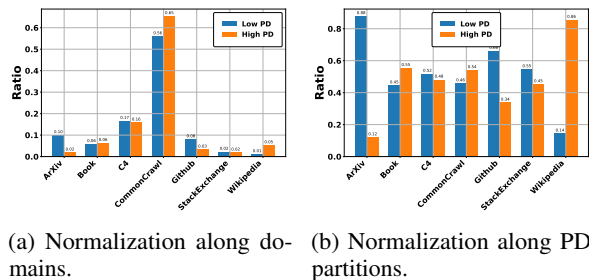 Low PD
High PD
Ratio
0.6
0.5
0.4
0.3
0.2
0.1
0.0
0.10
0.02
0.06
0.06
0.17
0.16
0.56
0.65
0.08
0.03
0.02
0.02
0.01
0.05
ArXiv
Book
C4
CommonCrawl
Github
StackExchange
Wikipedia
(a) Normalization along do-
mains.
Low PD
High PD
Ratio
0.8
0.6
0.4
0.2
0.0
0.88
0.12
0.45
0.55
0.52
0.48
0.46
0.54
0.34
0.55
0.45
0.14
0.86
ArXiv
Book
C4
CommonCrawl
Github
StackExchange
Wikipedia
(b) Normalization along PD
partitions.